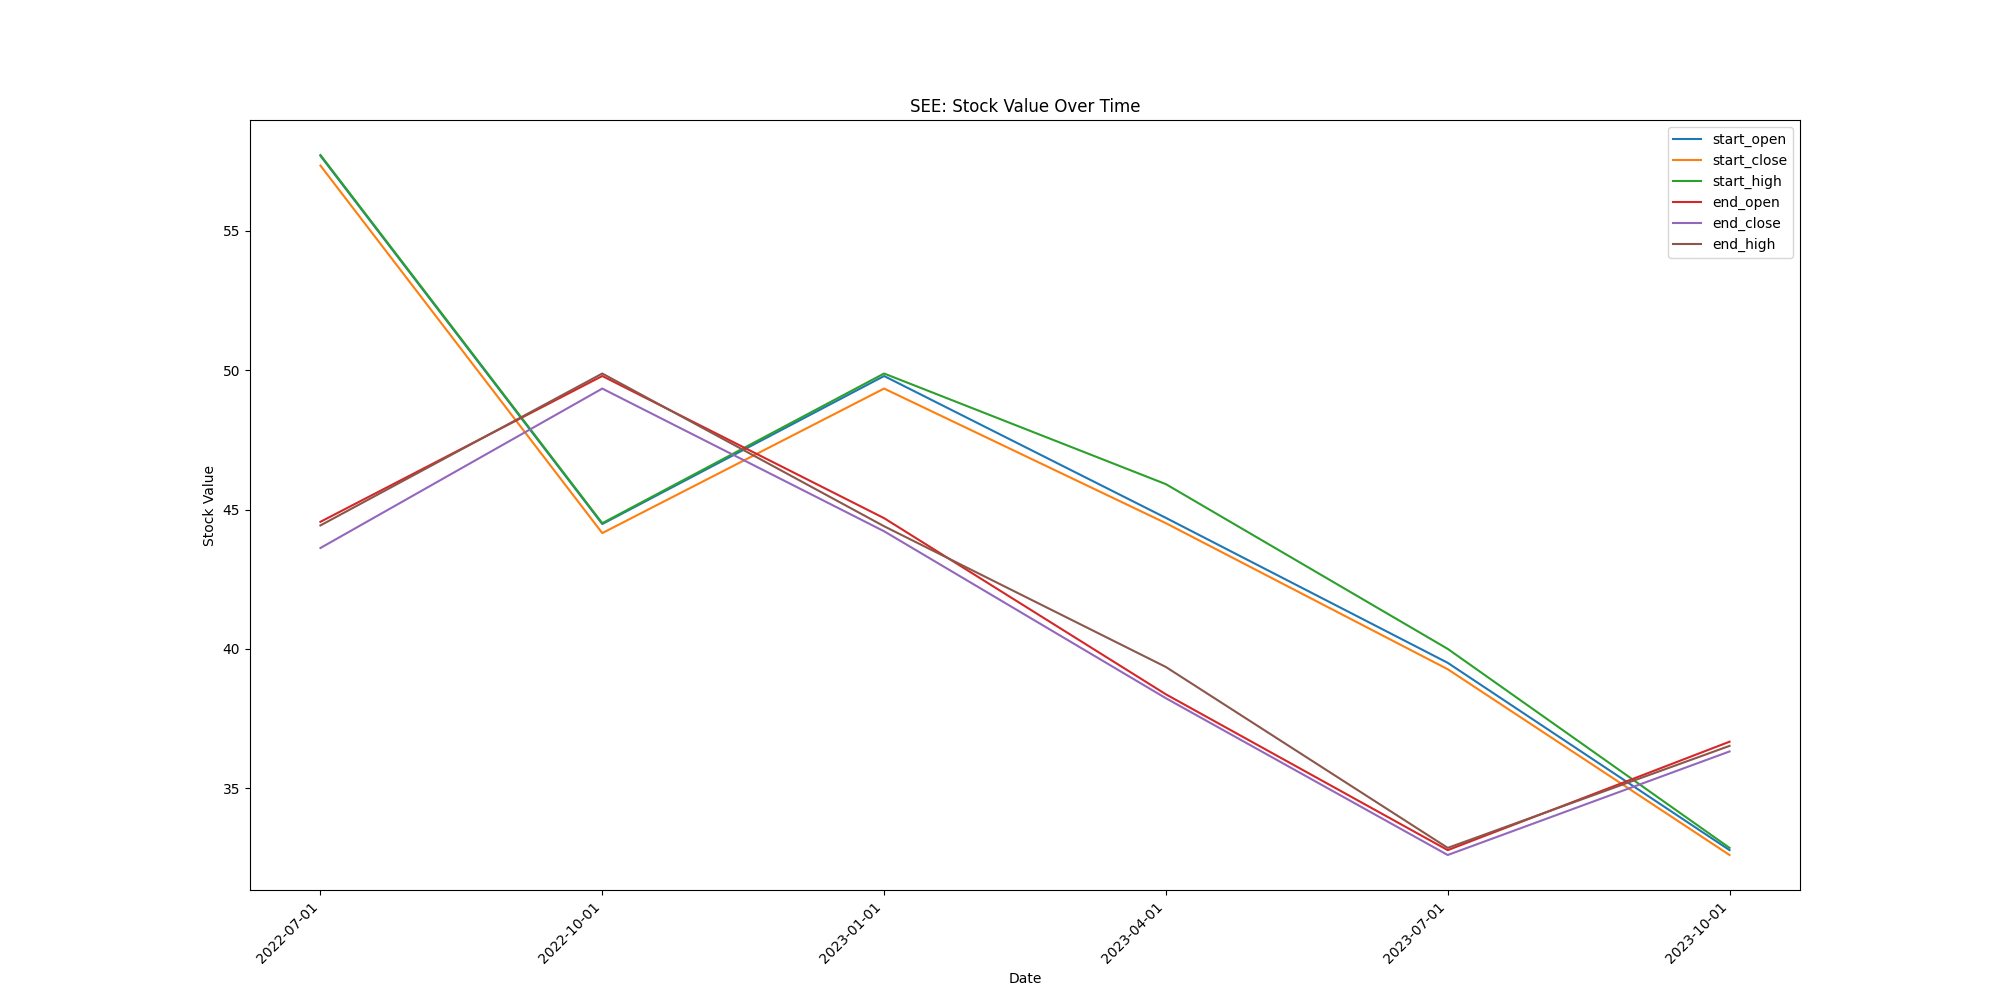 SEE: Stock Value Over Time
start_open
start_close
start_high
end_open
end_close
end_high
Stock Value
55
50
45
40
35
2022-07-01
2022-10-01
2023-01-01
2023-04-01
2023-07-01
2023-10-01
Date